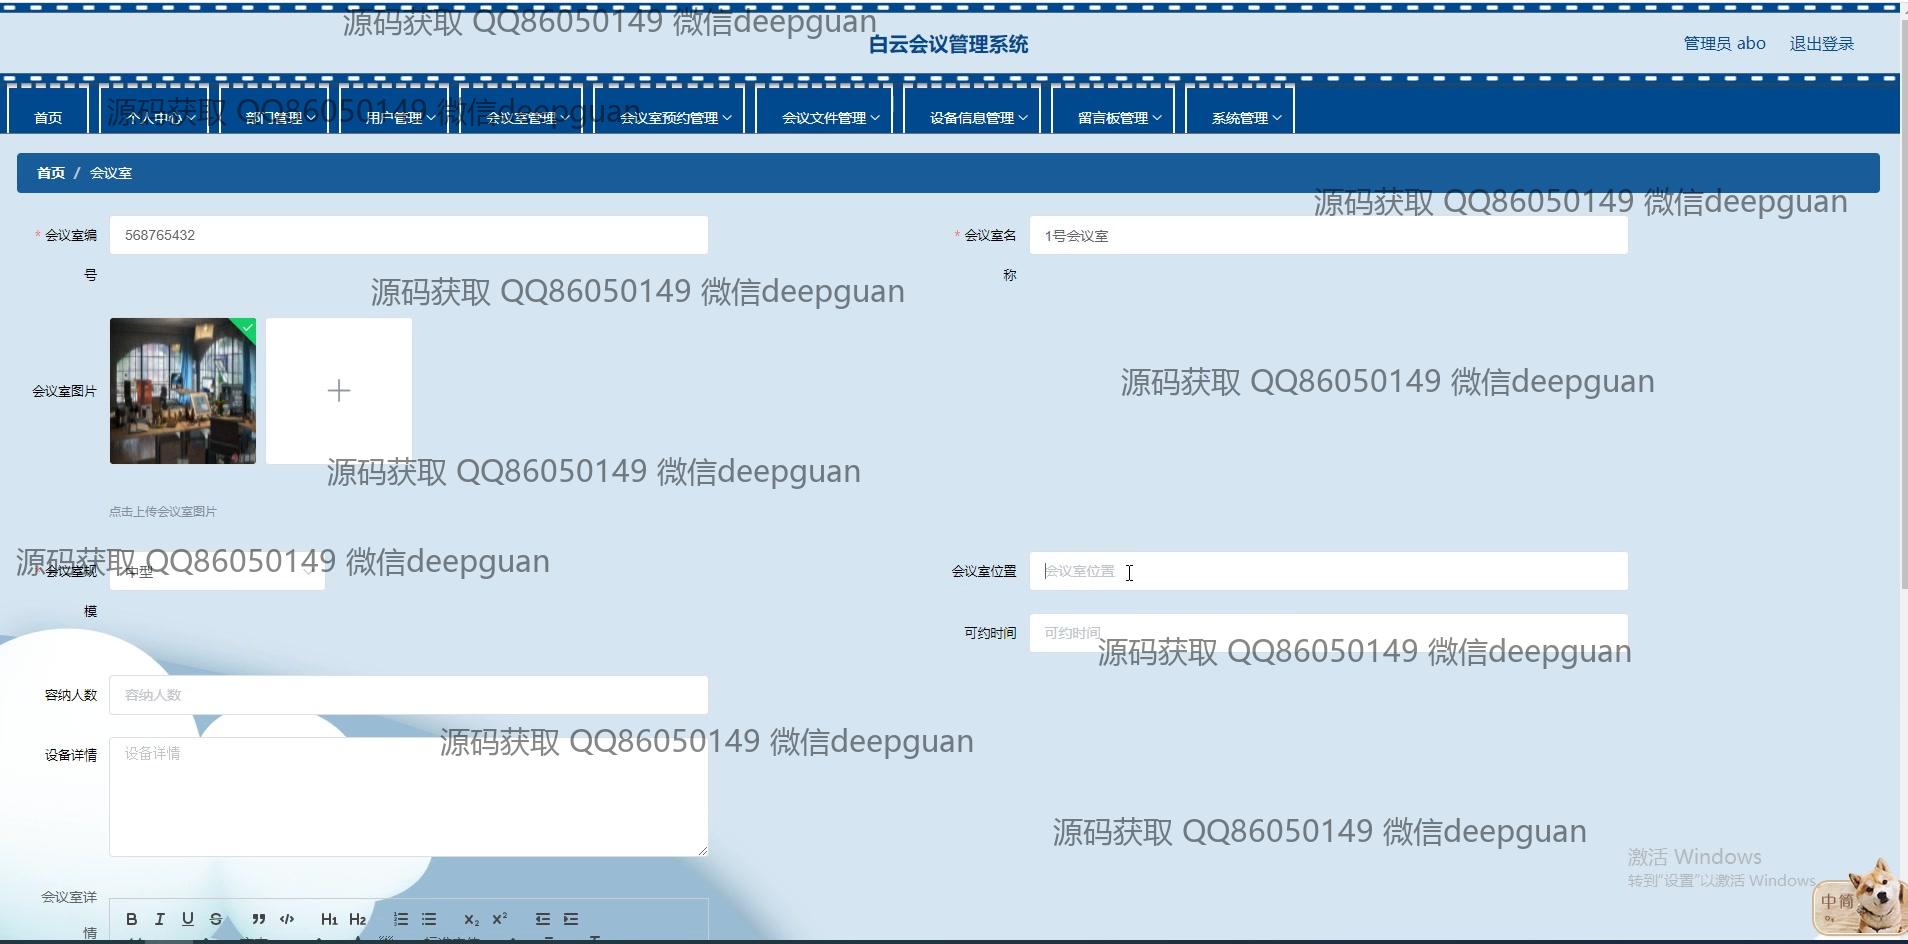 源码获取 QQ86050149 微信deepguan
白云会议管理系统
管理员 abo
退出登录
首页
个人中心
部门管理
用户管理
会议室管理
会议室预约管理
会议文件管理
设备信息管理
留言板管理
系统管理
源码获取 QQ86050149 微信deepguan
首页 / 会议室
源码获取 QQ86050149 微信deepguan
* 会议室编号
568765432
* 会议室名称
1号会议室
源码获取 QQ86050149 微信deepguan
会议室图片
源码获取 QQ86050149 微信deepguan
源码获取 QQ86050149 微信deepguan
点击上传会议室图片
源码获取 QQ86050149 微信deepguan
* 会议室规模
中型
会议室位置
会议室位置
可约时间
可约时间
源码获取 QQ86050149 微信deepguan
容纳人数
容纳人数
源码获取 QQ86050149 微信deepguan
设备详情
设备详情
源码获取 QQ86050149 微信deepguan
激活 Windows
转到"设置"以激活 Windows。
中简
会议室详情
B I U S H1 H2 X2 X2